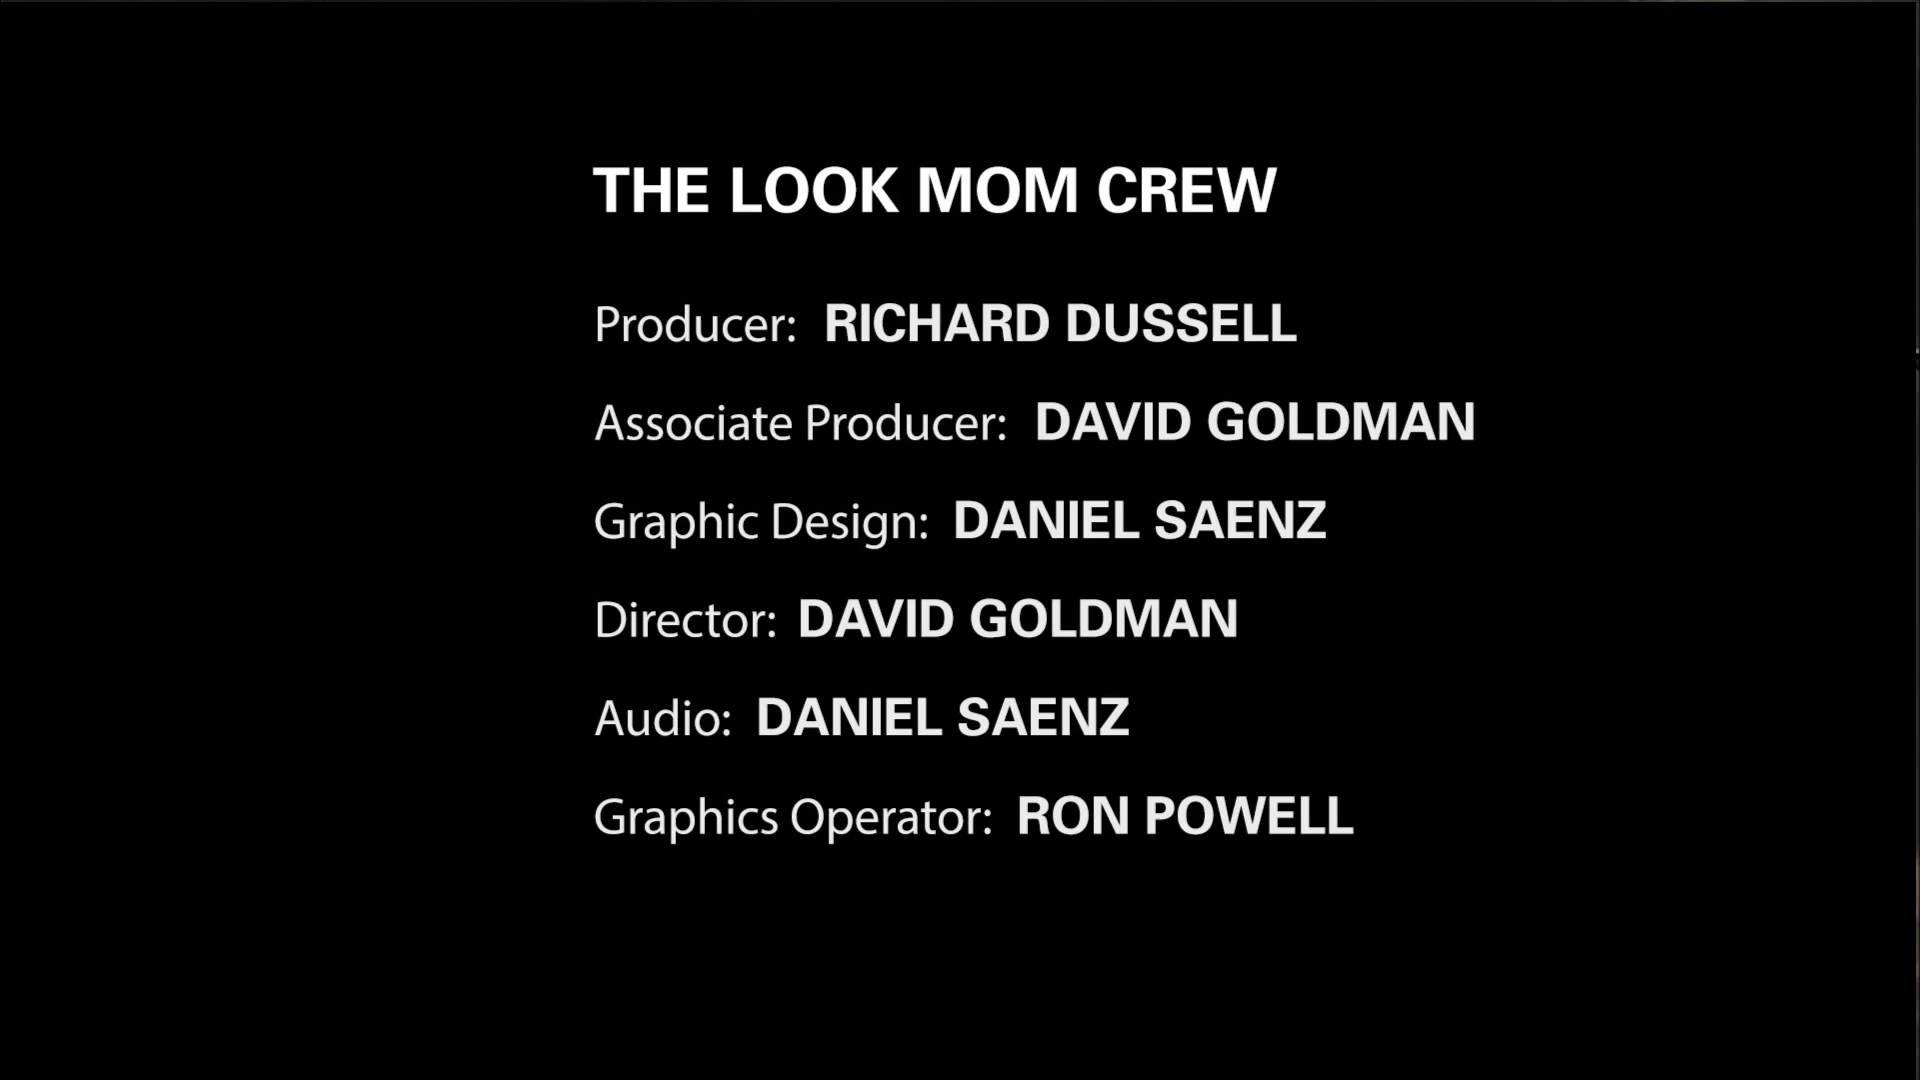 THE LOOK MOM CREW
Producer: RICHARD DUSSELL
Associate Producer: DAVID GOLDMAN
Graphic Design: DANIEL SAENZ
Director: DAVID GOLDMAN
Audio: DANIEL SAENZ
Graphics Operator: RON POWELL